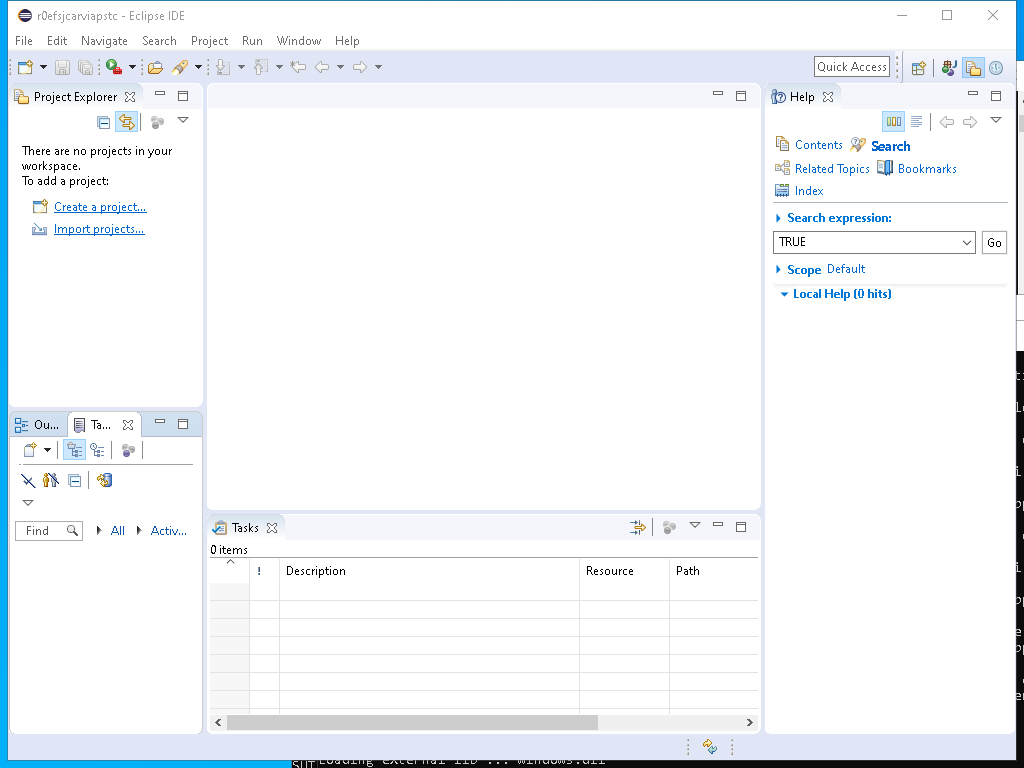 r0efsjcarviapstc - Eclipse IDE
File Edit Navigate Search Project Run Window Help
Quick Access
Project Explorer
There are no projects in your
workspace.
To add a project:
Create a project...
Import projects...
Ou...
Ta...
Find
All
Activ...
Tasks
0 items
!
Description
Resource
Path
Help
Contents
Search
Related Topics
Bookmarks
Index
Search expression:
TRUE
Go
Scope Default
Local Help (0 hits)
SUT Loading external lib ... windows.dll